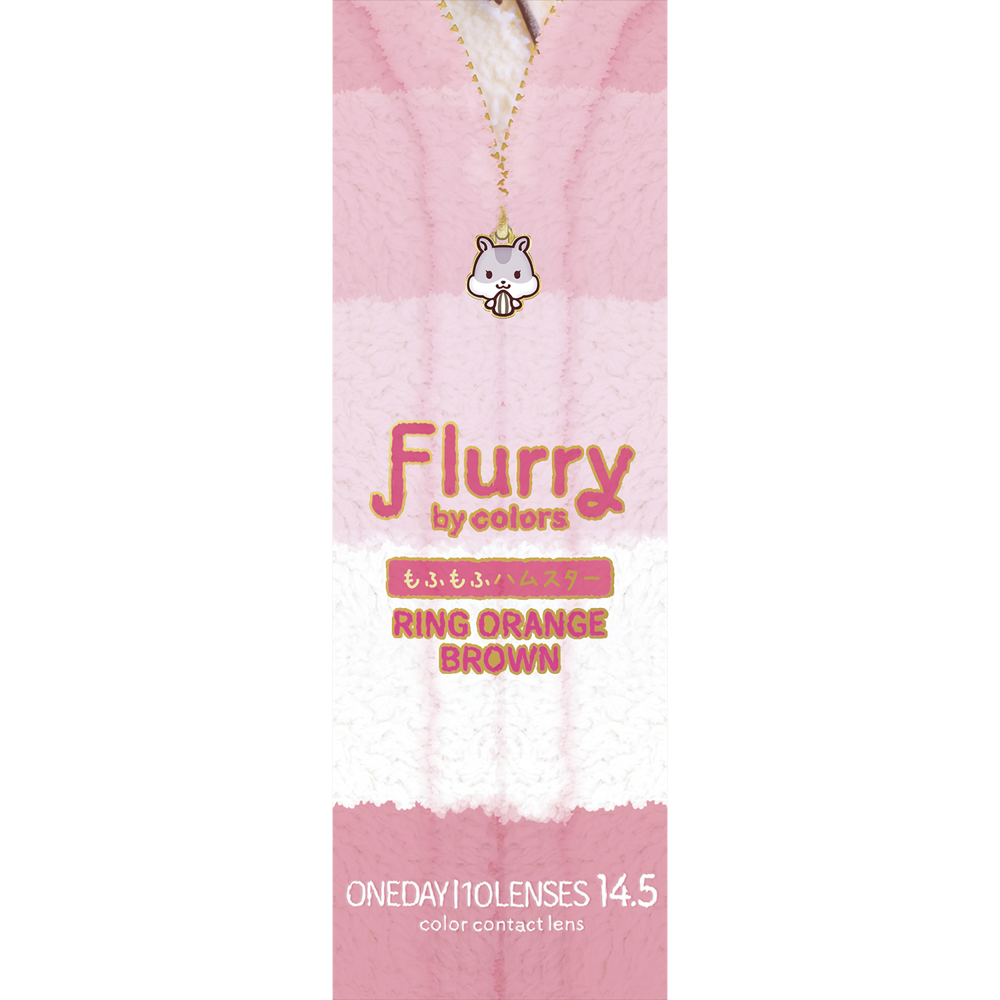 Flurry
by colors
もふもふハムスター
RING ORANGE
BROWN
ONEDAY|10LENSES 14.5
color contact lens